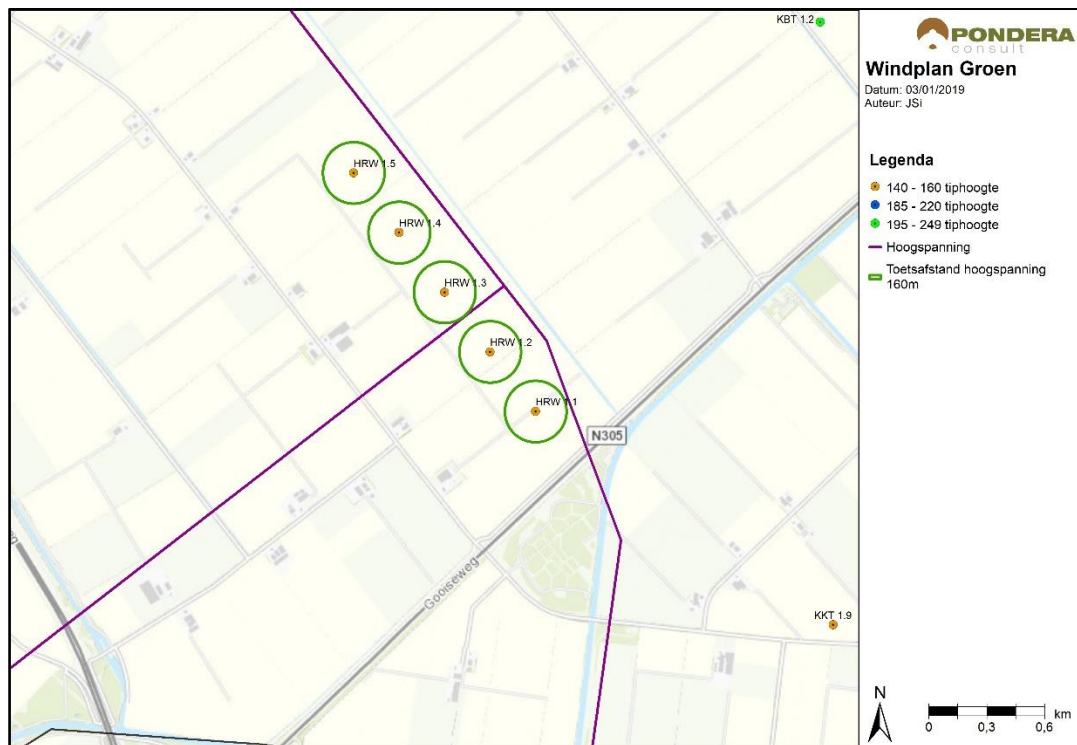 KBT 1.2
HRW 1.5
HRW 1.4
HRW 1.3
HRW 1.2
HRW 1.1
N305
Gooiseweg
KKT 1.9
PONDERA
consult
Windplan Groen
Datum: 03/01/2019
Auteur: JSi
Legenda
140 - 160 tiphoogte
185 - 220 tiphoogte
195 - 249 tiphoogte
Hoogspanning
Toetsafstand hoogspanning
160m
N
km
0 0,3 0,6